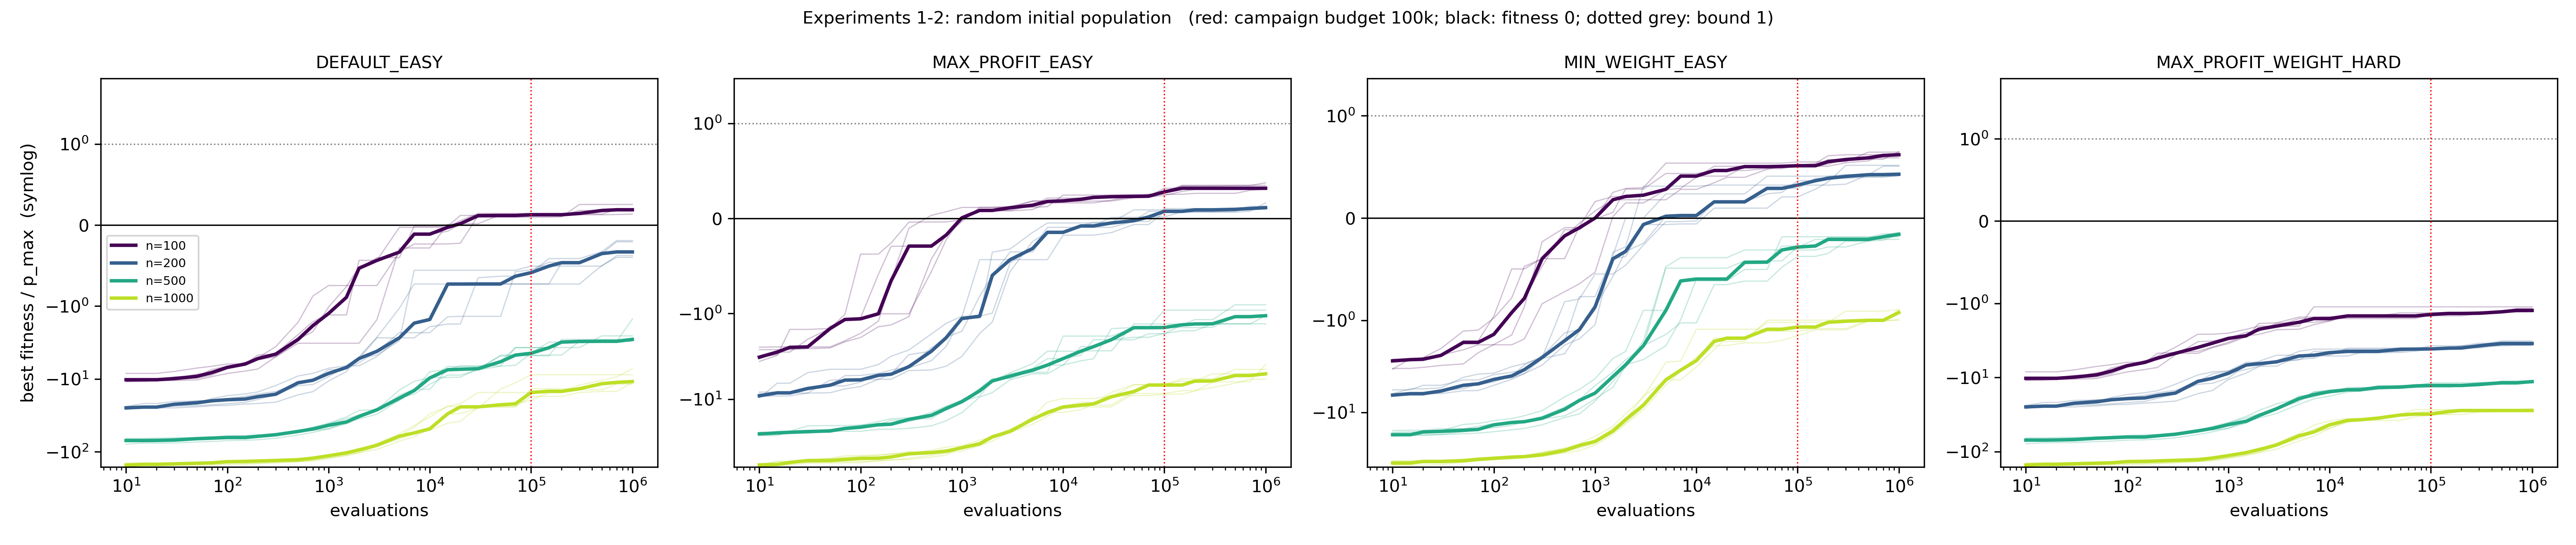 Experiments 1-2: random initial population   (red: campaign budget 100k; black: fitness 0; dotted grey: bound 1)
DEFAULT_EASY
best fitness / p_max  (symlog)
10⁰
0
−10⁰
−10¹
−10²
n=100
n=200
n=500
n=1000
10¹ 10² 10³ 10⁴ 10⁵ 10⁶
evaluations
MAX_PROFIT_EASY
10⁰
0
−10⁰
−10¹
10¹ 10² 10³ 10⁴ 10⁵ 10⁶
evaluations
MIN_WEIGHT_EASY
10⁰
0
−10⁰
−10¹
10¹ 10² 10³ 10⁴ 10⁵ 10⁶
evaluations
MAX_PROFIT_WEIGHT_HARD
10⁰
0
−10⁰
−10¹
−10²
10¹ 10² 10³ 10⁴ 10⁵ 10⁶
evaluations